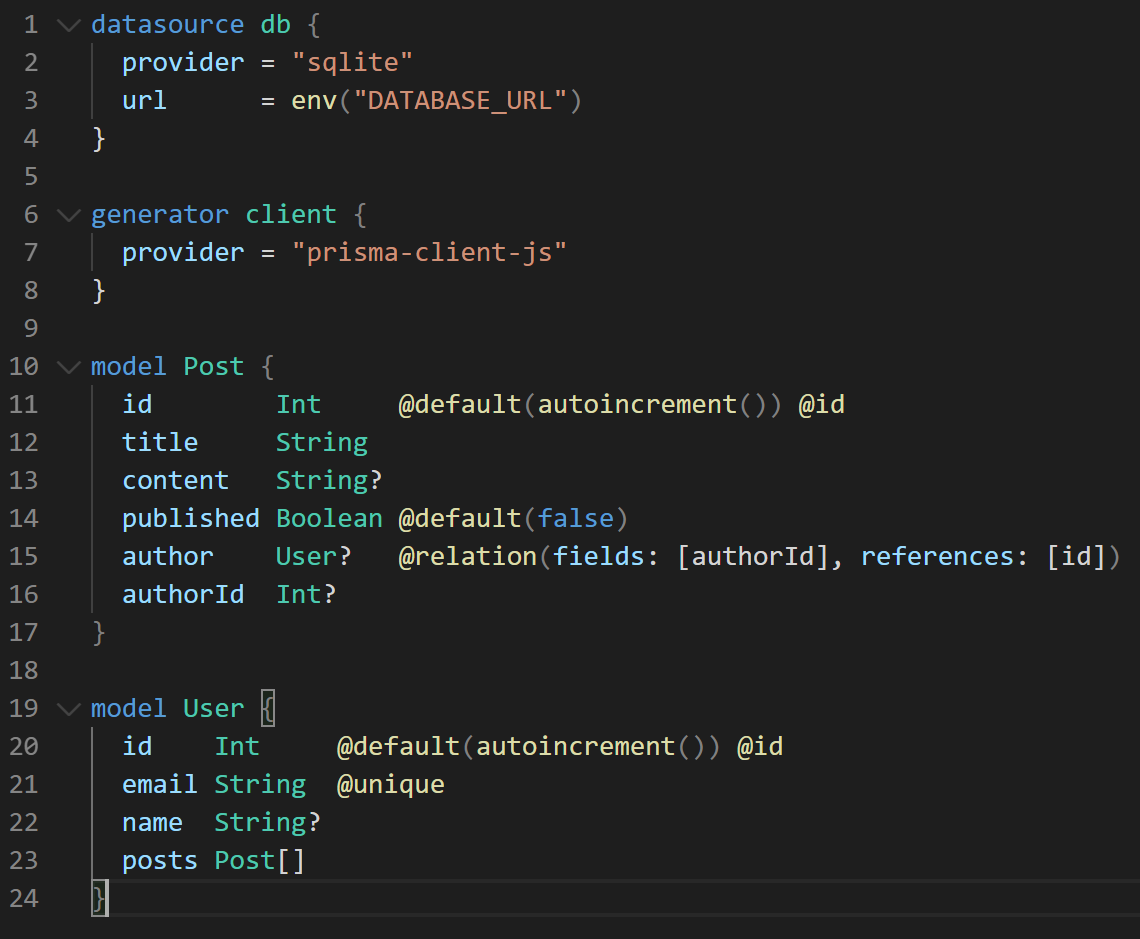 1 datasource db {
2   provider = "sqlite"
3   url      = env("DATABASE_URL")
4 }
5
6 generator client {
7   provider = "prisma-client-js"
8 }
9
10 model Post {
11   id        Int     @default(autoincrement()) @id
12   title     String
13   content   String?
14   published Boolean @default(false)
15   author    User?   @relation(fields: [authorId], references: [id])
16   authorId  Int?
17 }
18
19 model User {
20   id    Int     @default(autoincrement()) @id
21   email String  @unique
22   name  String?
23   posts Post[]
24 }